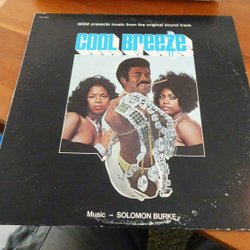 MGM presents music from the original sound track
COOL BREEZE
Music – SOLOMON BURKE